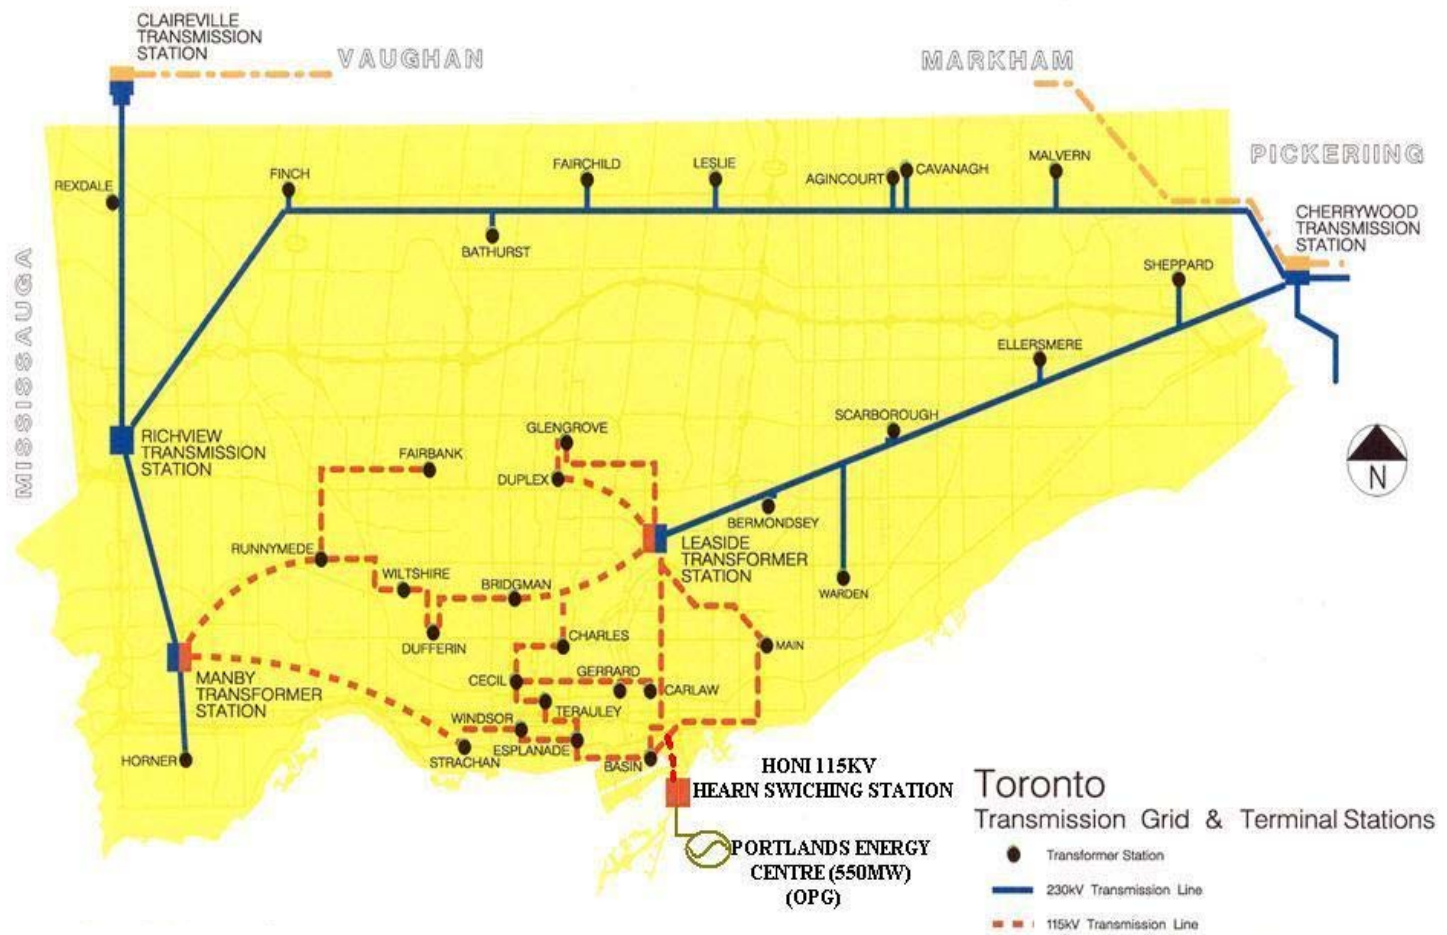 CLAIREVILLE
TRANSMISSION
STATION
VAUGHAN
MARKHAM
PICKERIING
REXDALE
FINCH
FAIRCHILD
LESLIE
AGINCOURT
CAVANAGH
MALVERN
BATHURST
CHERRYWOOD
TRANSMISSION
STATION
SHEPPARD
MISSISSAUGA
ELLERSMERE
SCARBOROUGH
RICHVIEW
TRANSMISSION
STATION
GLENGROVE
FAIRBANK
DUPLEX
N
BERMONDSEY
LEASIDE
TRANSFORMER
STATION
RUNNYMEDE
WILTSHIRE
BRIDGMAN
WARDEN
DUFFERIN
CHARLES
MAIN
MANBY
TRANSFORMER
STATION
CECIL
GERRARD
CARLAW
TERAULEY
WINDSOR
ESPLANADE
STRACHAN
BASIN
HORNER
HONI 115KV
HEARN SWICHING STATION
PORTLANDS ENERGY
CENTRE (550MW)
(OPG)
Toronto
Transmission Grid & Terminal Stations
Transformer Station
230kV Transmission Line
115kV Transmission Line